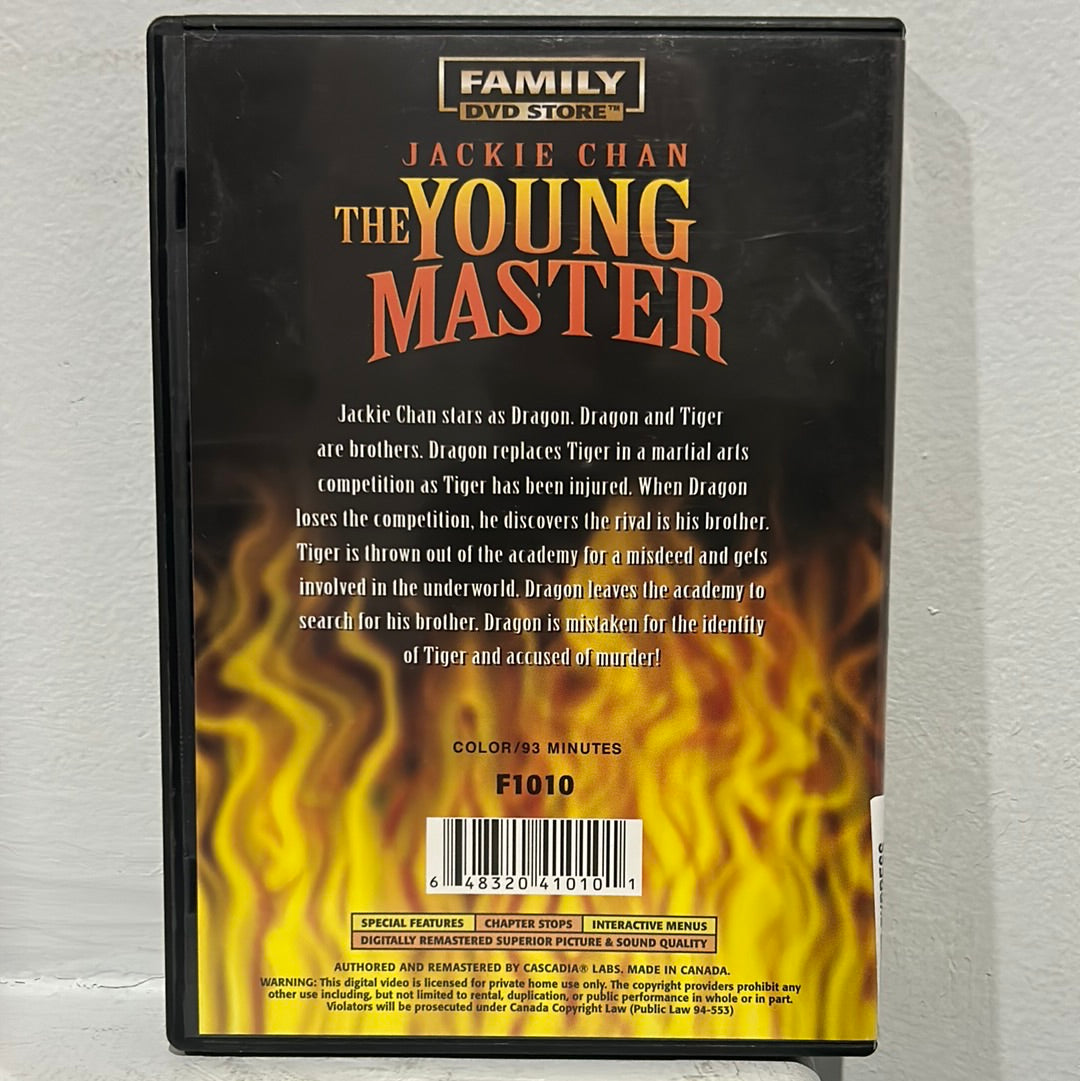 FAMILY
DVD STORE™
JACKIE CHAN
THE YOUNG
MASTER
Jackie Chan stars as Dragon. Dragon and Tiger
are brothers. Dragon replaces Tiger in a martial arts
competition as Tiger has been injured. When Dragon
loses the competition, he discovers the rival is his brother.
Tiger is thrown out of the academy for a misdeed and gets
involved in the underworld. Dragon leaves the academy to
search for his brother. Dragon is mistaken for the identity
of Tiger and accused of murder!
COLOR/93 MINUTES
F1010
6 48320 41010 1
SPECIAL FEATURES CHAPTER STOPS INTERACTIVE MENUS
DIGITALLY REMASTERED SUPERIOR PICTURE & SOUND QUALITY
AUTHORED AND REMASTERED BY CASCADIA® LABS. MADE IN CANADA.
WARNING: This digital video is licensed for private home use only. The copyright providers prohibit any
other use including, but not limited to rental, duplication, or public performance in whole or in part.
Violators will be prosecuted under Canada Copyright Law (Public Law 94-553)